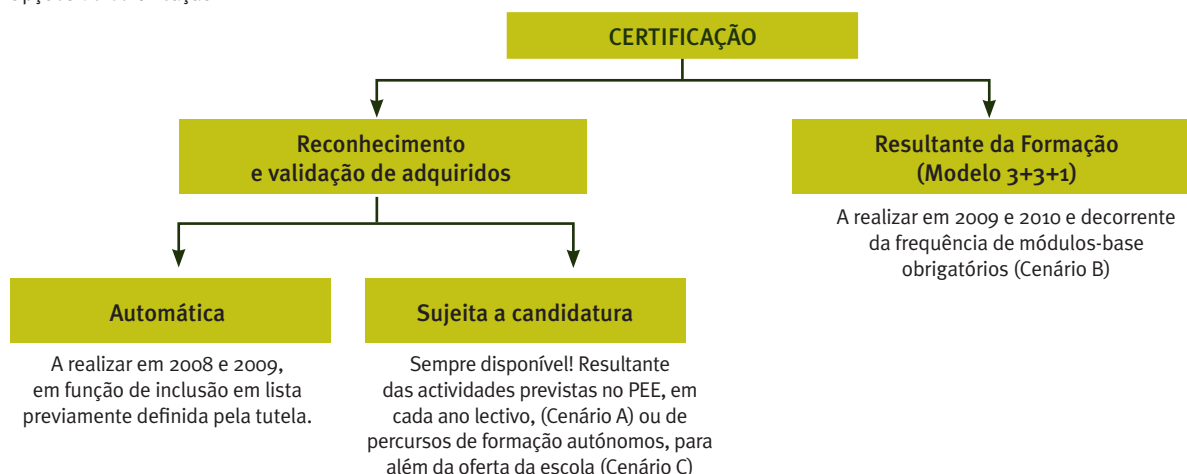 CERTIFICAÇÃO
Reconhecimento
e validação de adquiridos
Resultante da Formação
(Modelo 3+3+1)
A realizar em 2009 e 2010 e decorrente
da frequência de módulos-base
obrigatórios (Cenário B)
Automática
A realizar em 2008 e 2009,
em função de inclusão em lista
previamente definida pela tutela.
Sujeita a candidatura
Sempre disponível! Resultante
das actividades previstas no PEE, em
cada ano lectivo, (Cenário A) ou de
percursos de formação autónomos, para
além da oferta da escola (Cenário C)